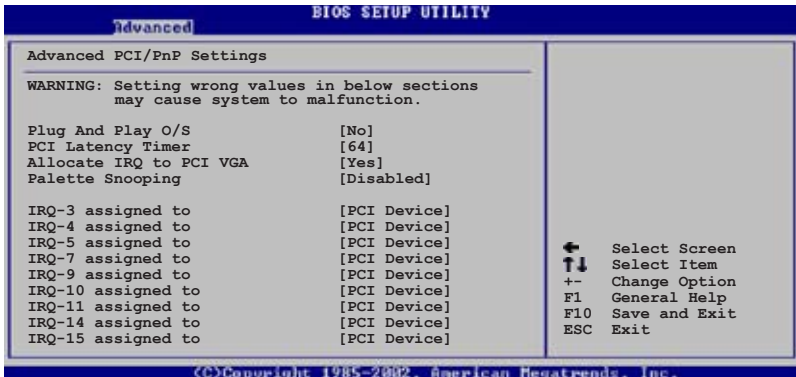 BIOS SETUP UTILITY
Advanced
Advanced PCI/PnP Settings
WARNING: Setting wrong values in below sections
may cause system to malfunction.
Plug And Play O/S [No]
PCI Latency Timer [64]
Allocate IRQ to PCI VGA [Yes]
Palette Snooping [Disabled]
IRQ-3 assigned to [PCI Device]
IRQ-4 assigned to [PCI Device]
IRQ-5 assigned to [PCI Device]
IRQ-7 assigned to [PCI Device]
IRQ-9 assigned to [PCI Device]
IRQ-10 assigned to [PCI Device]
IRQ-11 assigned to [PCI Device]
IRQ-14 assigned to [PCI Device]
IRQ-15 assigned to [PCI Device]
← Select Screen
↑↓ Select Item
+- Change Option
F1 General Help
F10 Save and Exit
ESC Exit
(C)Copyright 1985-2002, American Megatrends, Inc.